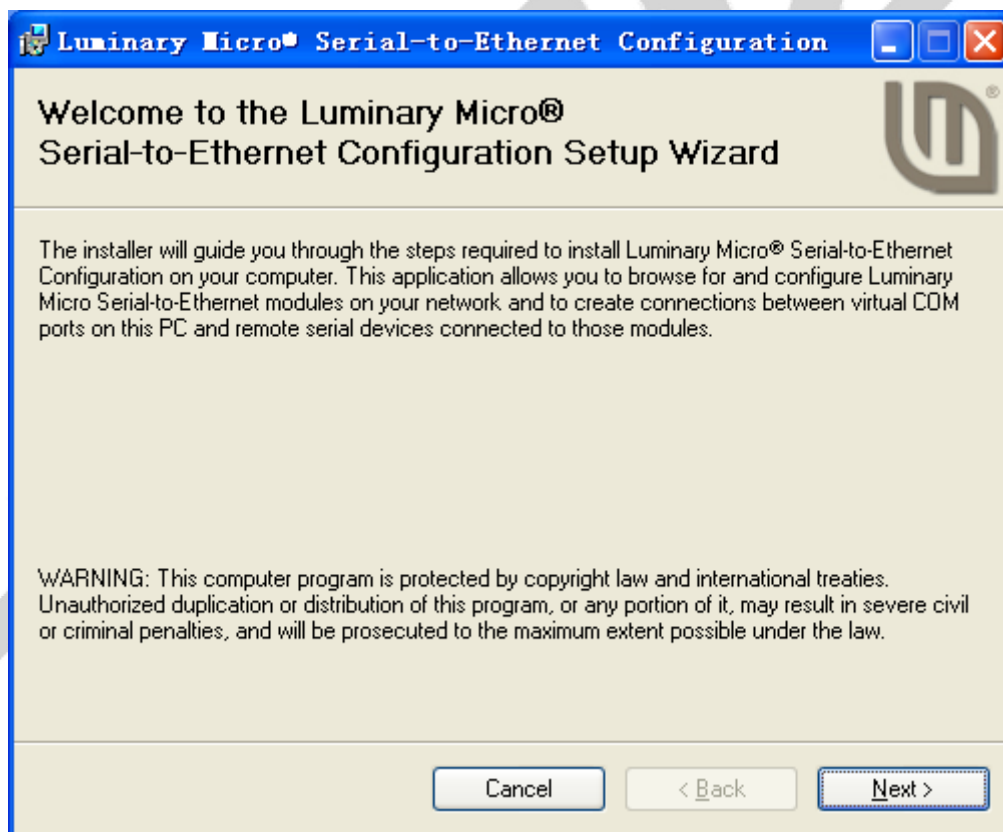 Luminary Micro® Serial-to-Ethernet Configuration
Welcome to the Luminary Micro®
Serial-to-Ethernet Configuration Setup Wizard
®
The installer will guide you through the steps required to install Luminary Micro® Serial-to-Ethernet
Configuration on your computer. This application allows you to browse for and configure Luminary
Micro Serial-to-Ethernet modules on your network and to create connections between virtual COM
ports on this PC and remote serial devices connected to those modules.
WARNING: This computer program is protected by copyright law and international treaties.
Unauthorized duplication or distribution of this program, or any portion of it, may result in severe civil
or criminal penalties, and will be prosecuted to the maximum extent possible under the law.
Cancel
< Back
Next >